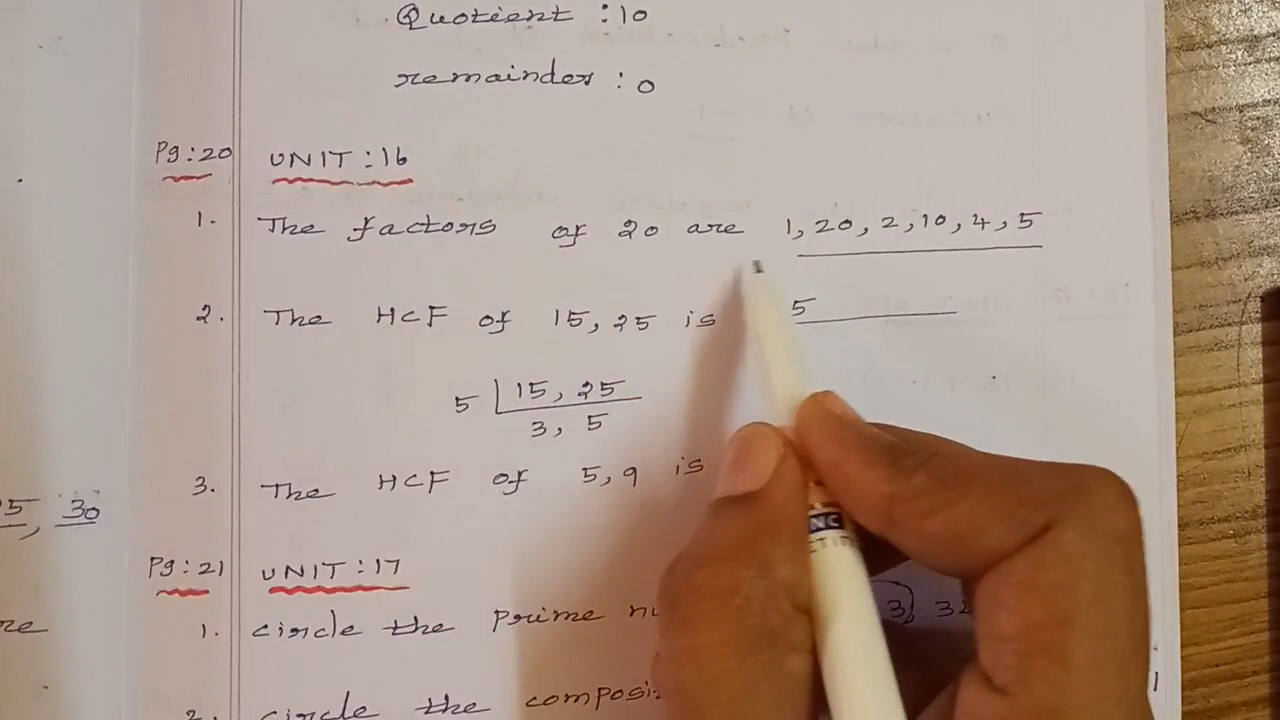 Quotient : 10
remainder : 0
Pg : 20 UNIT : 16
1. The factors of 20 are 1, 20, 2, 10, 4, 5
2. The HCF of 15, 25 is 5
5 | 15, 25
3, 5
3. The HCF of 5, 9 is
30
Pg : 21 UNIT : 17
1. circle the prime 3,
2. circle the